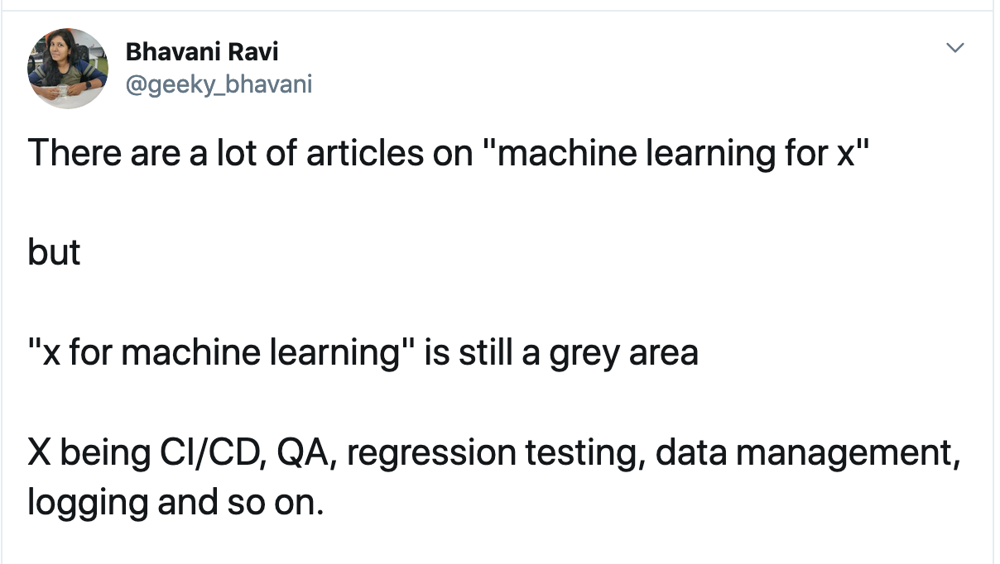 Bhavani Ravi
@geeky_bhavani
There are a lot of articles on "machine learning for x"
but
"x for machine learning" is still a grey area
X being CI/CD, QA, regression testing, data management,
logging and so on.